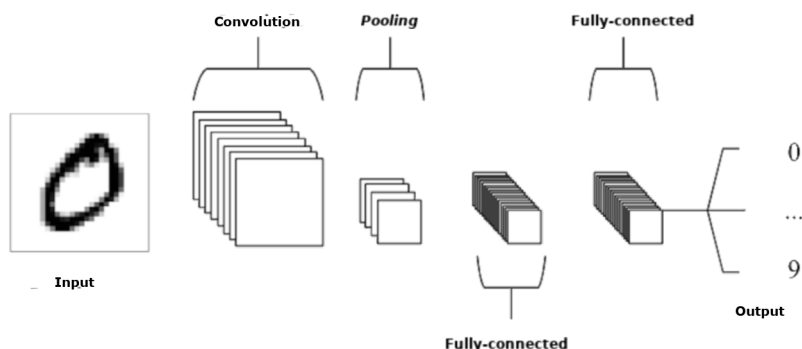 Convolution
Pooling
Fully-connected
Input
Fully-connected
0
...
9
Output